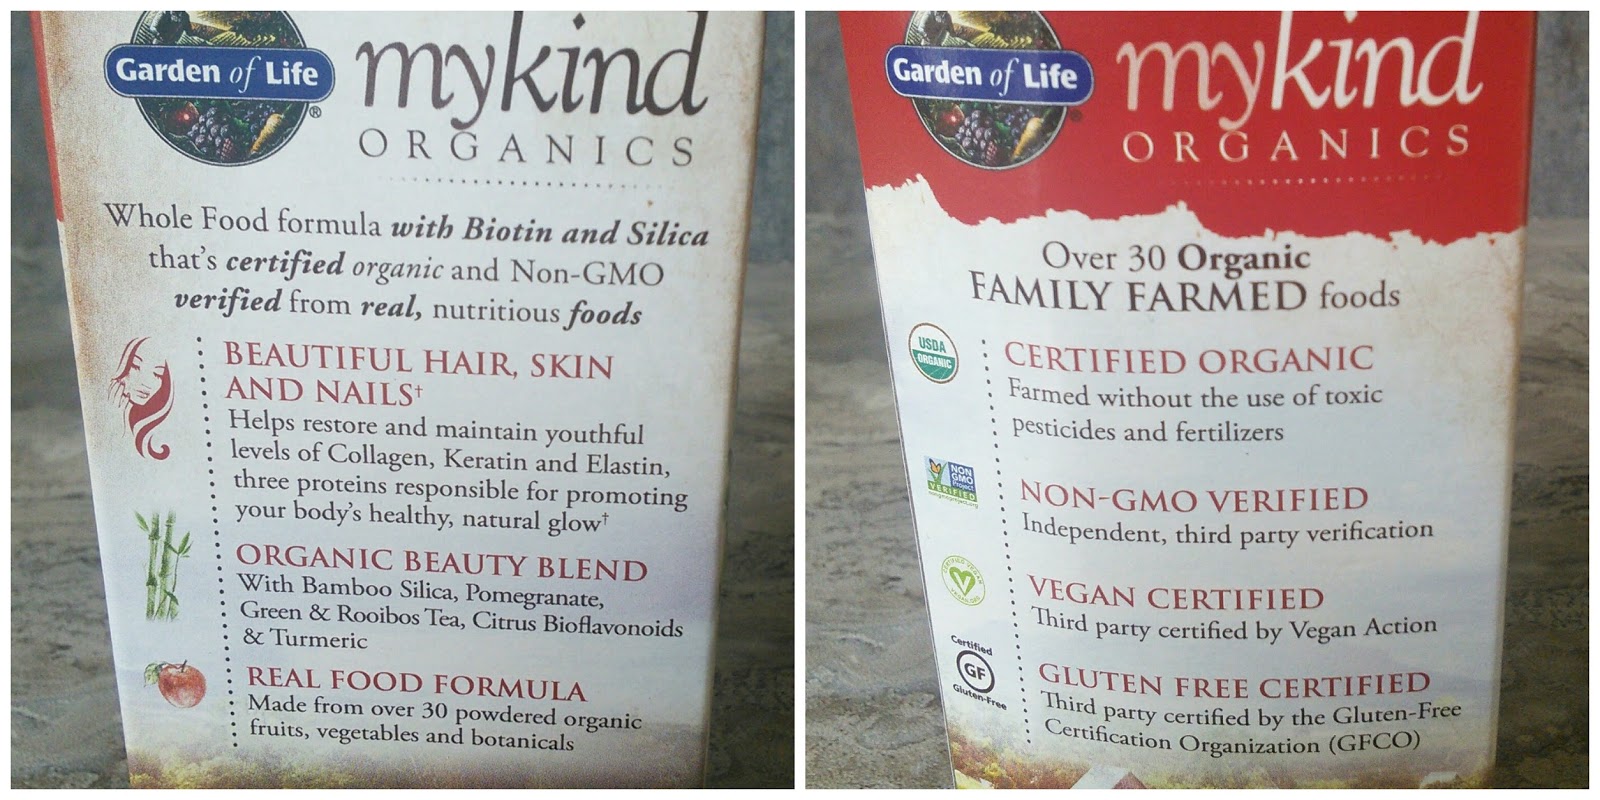 Garden of Life
®
mykind
ORGANICS
Whole Food formula with Biotin and Silica
that's certified organic and Non-GMO
verified from real, nutritious foods
BEAUTIFUL HAIR, SKIN
AND NAILS†
Helps restore and maintain youthful
levels of Collagen, Keratin and Elastin,
three proteins responsible for promoting
your body's healthy, natural glow†
ORGANIC BEAUTY BLEND
With Bamboo Silica, Pomegranate,
Green & Rooibos Tea, Citrus Bioflavonoids
& Turmeric
REAL FOOD FORMULA
Made from over 30 powdered organic
fruits, vegetables and botanicals
Garden of Life
®
mykind
ORGANICS
Over 30 Organic
FAMILY FARMED foods
USDA
ORGANIC
CERTIFIED ORGANIC
Farmed without the use of toxic
pesticides and fertilizers
NON
GMO
Project
VERIFIED
nongmoproject.org
NON-GMO VERIFIED
Independent, third party verification
CERTIFIED VEGAN
V
VEGAN.ORG
VEGAN CERTIFIED
Third party certified by Vegan Action
Certified
GF
Gluten-Free
GLUTEN FREE CERTIFIED
Third party certified by the Gluten-Free
Certification Organization (GFCO)